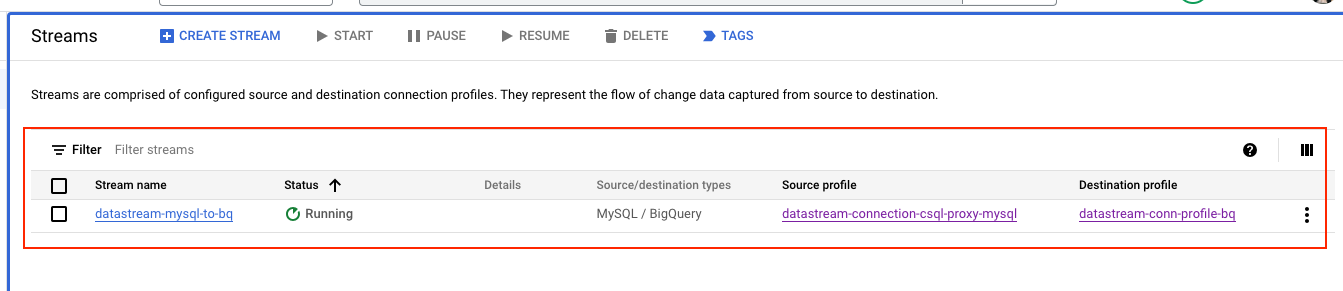 Streams CREATE STREAM START PAUSE RESUME DELETE TAGS
Streams are comprised of configured source and destination connection profiles. They represent the flow of change data captured from source to destination.
Filter Filter streams
Stream name Status Details Source/destination types Source profile Destination profile
datastream-mysql-to-bq Running MySQL / BigQuery datastream-connection-csql-proxy-mysql datastream-conn-profile-bq